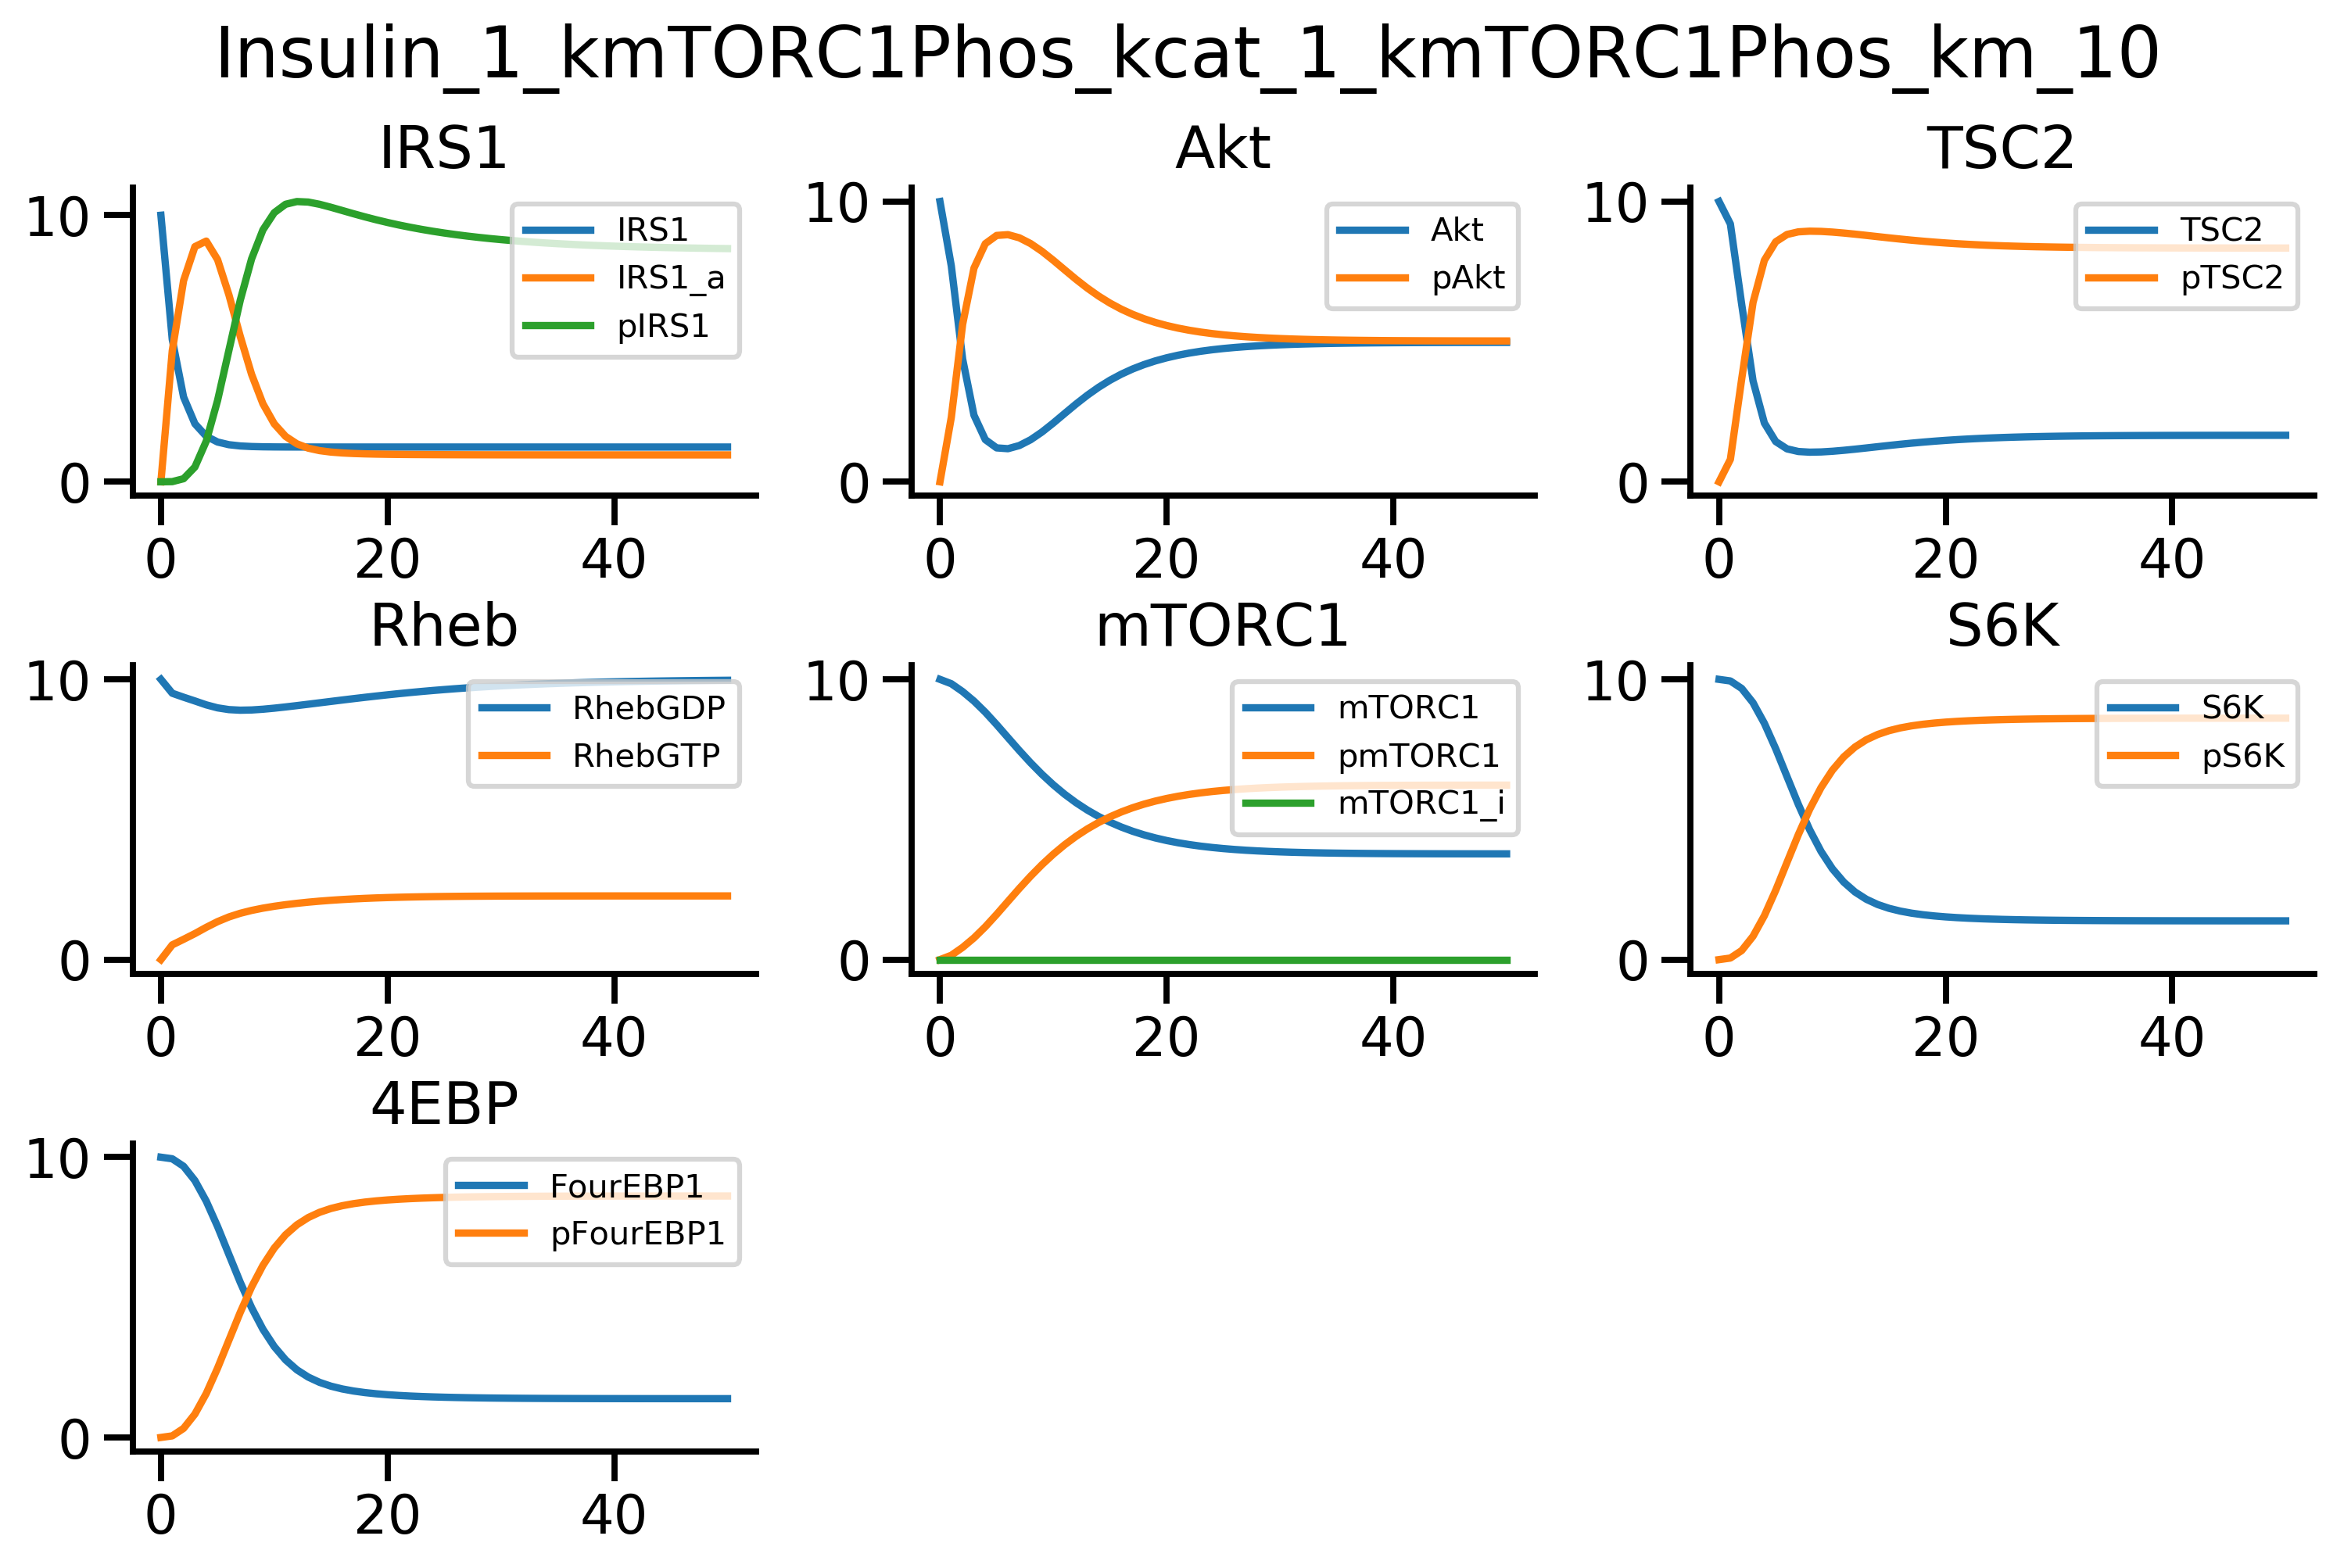 Insulin_1_kmTORC1Phos_kcat_1_kmTORC1Phos_km_10
IRS1
10
0
0 20 40
IRS1
IRS1_a
pIRS1
Akt
10
0
0 20 40
Akt
pAkt
TSC2
10
0
0 20 40
TSC2
pTSC2
Rheb
10
0
0 20 40
RhebGDP
RhebGTP
mTORC1
10
0
0 20 40
mTORC1
pmTORC1
mTORC1_i
S6K
10
0
0 20 40
S6K
pS6K
4EBP
10
0
0 20 40
FourEBP1
pFourEBP1